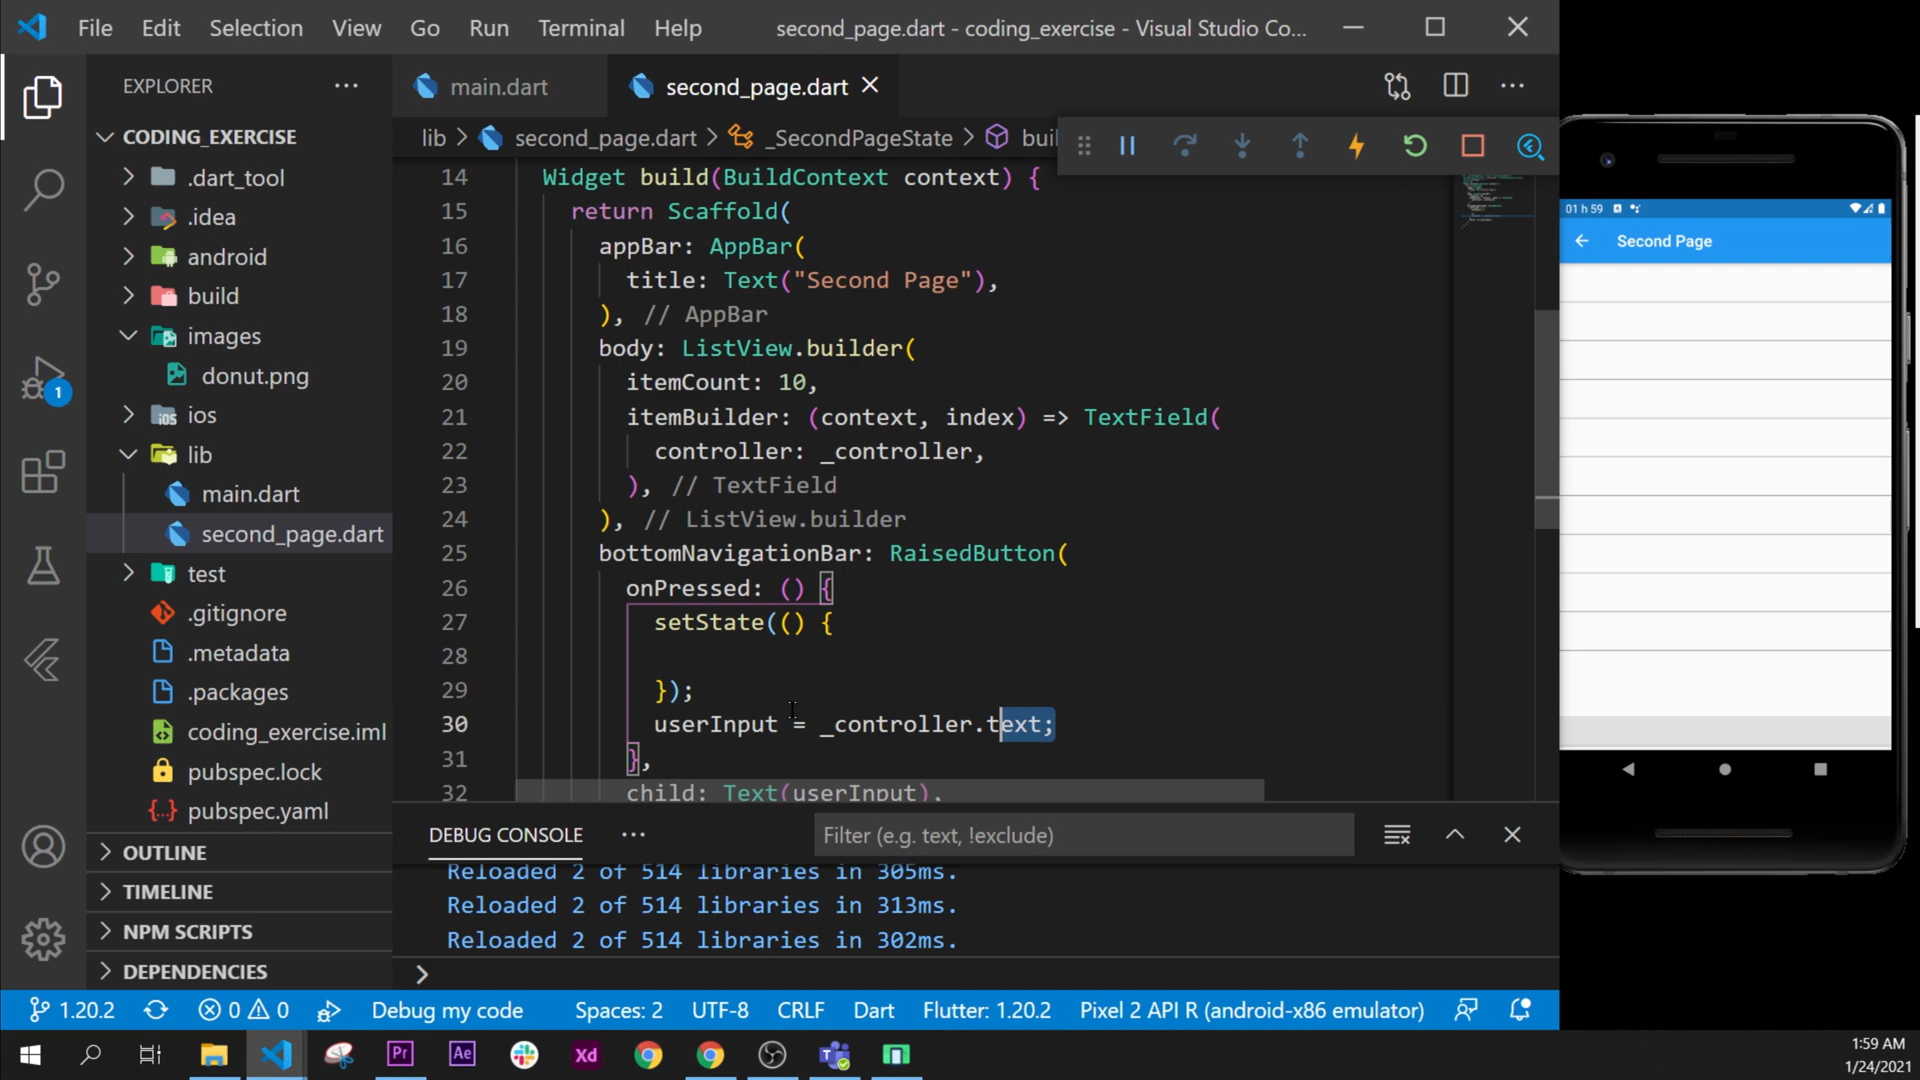 File Edit Selection View Go Run Terminal Help
second_page.dart - coding_exercise - Visual Studio Co...
EXPLORER
CODING_EXERCISE
.dart_tool
.idea
android
build
images
donut.png
ios
lib
main.dart
second_page.dart
test
.gitignore
.metadata
.packages
coding_exercise.iml
pubspec.lock
pubspec.yaml
OUTLINE
TIMELINE
NPM SCRIPTS
DEPENDENCIES
1
main.dart
second_page.dart
lib > second_page.dart > _SecondPageState > buil
14 Widget build(BuildContext context) {
15 return Scaffold(
16 appBar: AppBar(
17 title: Text("Second Page"),
18 ), // AppBar
19 body: ListView.builder(
20 itemCount: 10,
21 itemBuilder: (context, index) => TextField(
22 controller: _controller,
23 ), // TextField
24 ), // ListView.builder
25 bottomNavigationBar: RaisedButton(
26 onPressed: () {
27 setState(() {
28
29 });
30 userInput = _controller.text;
31 },
32 child: Text(userInput),
DEBUG CONSOLE
Filter (e.g. text, !exclude)
Reloaded 2 of 514 libraries in 305ms.
Reloaded 2 of 514 libraries in 313ms.
Reloaded 2 of 514 libraries in 302ms.
1.20.2 0 0 Debug my code Spaces: 2 UTF-8 CRLF Dart Flutter: 1.20.2 Pixel 2 API R (android-x86 emulator)
01 h 59
Second Page
Pr Ae Xd
1:59 AM
1/24/2021